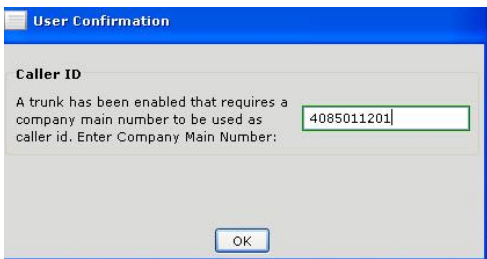 User Confirmation
Caller ID
A trunk has been enabled that requires a
company main number to be used as
caller id. Enter Company Main Number:
4085011201
OK